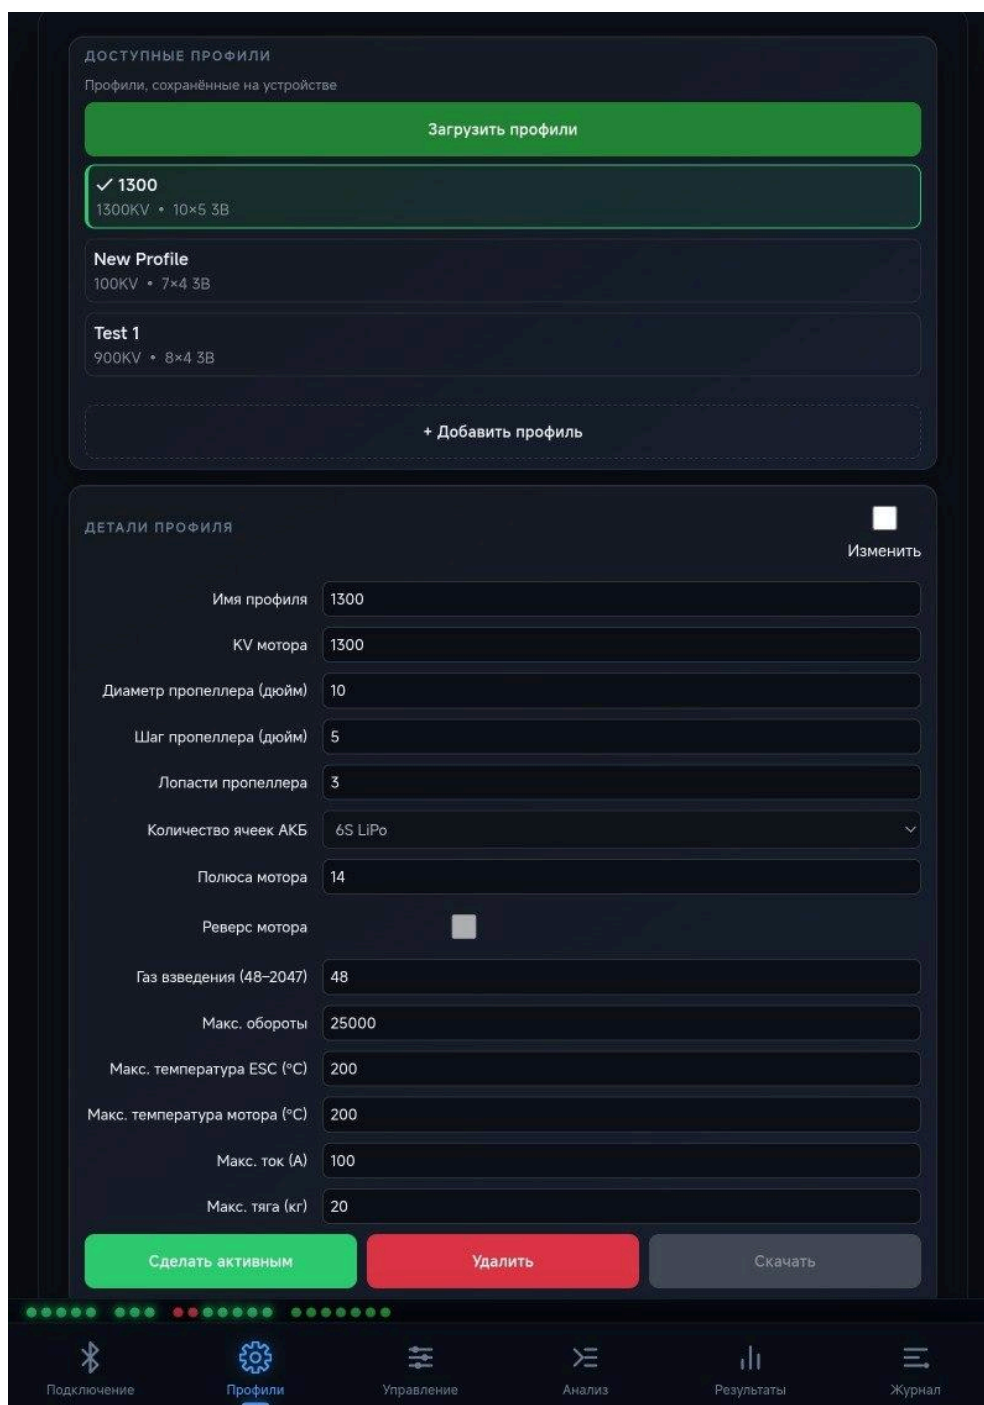 ДОСТУПНЫЕ ПРОФИЛИ
Профили, сохранённые на устройстве
Загрузить профили
✓ 1300
1300KV • 10×5 3B
New Profile
100KV • 7×4 3B
Test 1
900KV • 8×4 3B
+ Добавить профиль
ДЕТАЛИ ПРОФИЛЯ
Изменить
Имя профиля 1300
KV мотора 1300
Диаметр пропеллера (дюйм) 10
Шаг пропеллера (дюйм) 5
Лопасти пропеллера 3
Количество ячеек АКБ 6S LiPo
Полюса мотора 14
Реверс мотора
Газ взведения (48–2047) 48
Макс. обороты 25000
Макс. температура ESC (°C) 200
Макс. температура мотора (°C) 200
Макс. ток (А) 100
Макс. тяга (кг) 20
Сделать активным Удалить Скачать
Подключение Профили Управление Анализ Результаты Журнал